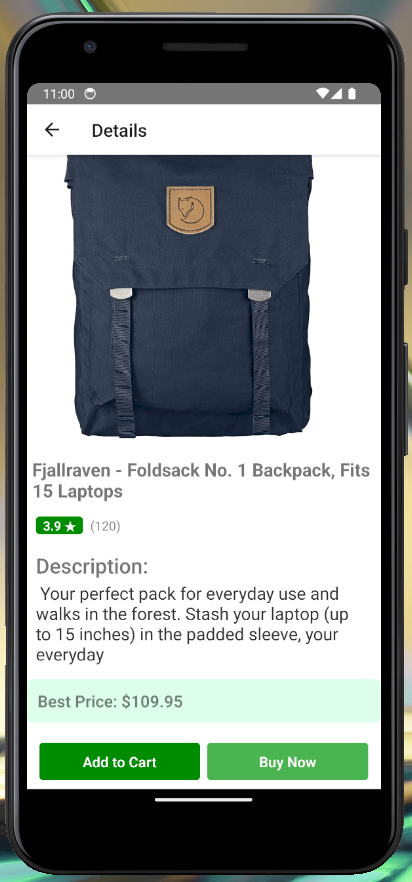 11:00
Details
Fjallraven - Foldsack No. 1 Backpack, Fits
15 Laptops
3.9 ★ (120)
Description:
Your perfect pack for everyday use and
walks in the forest. Stash your laptop (up
to 15 inches) in the padded sleeve, your
everyday
Best Price: $109.95
Add to Cart Buy Now